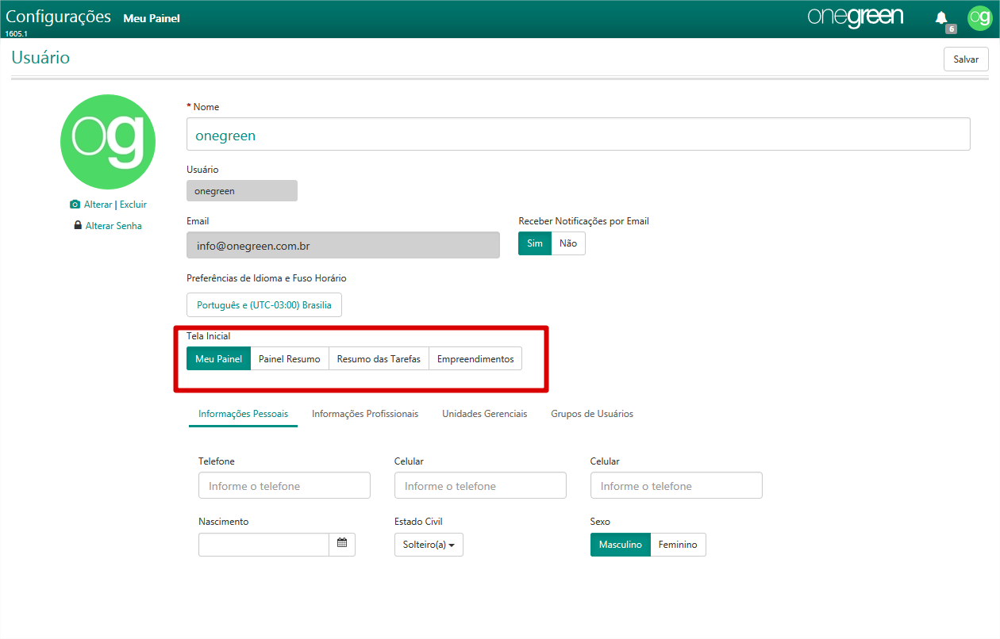 Configurações Meu Painel
onegreen
6
og
1605.1
Usuário
Salvar
og
Alterar | Excluir
Alterar Senha
* Nome
onegreen
Usuário
onegreen
Email
info@onegreen.com.br
Receber Notificações por Email
Sim Não
Preferências de Idioma e Fuso Horário
Português e (UTC-03:00) Brasilia
Tela Inicial
Meu Painel Painel Resumo Resumo das Tarefas Empreendimentos
Informações Pessoais Informações Profissionais Unidades Gerenciais Grupos de Usuários
Telefone Celular Celular
Informe o telefone Informe o telefone Informe o telefone
Nascimento Estado Civil Sexo
Solteiro(a) Masculino Feminino